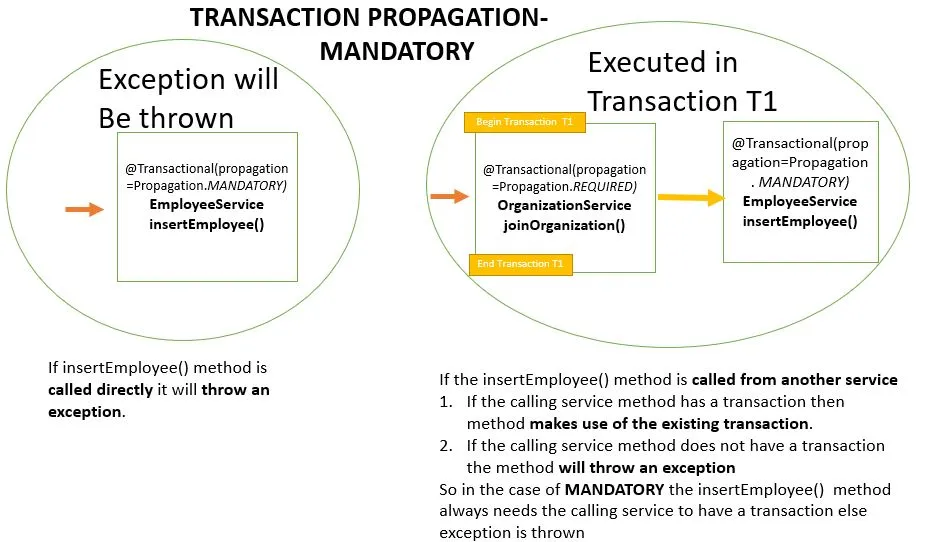 TRANSACTION PROPAGATION-
MANDATORY
Exception will
Be thrown
@Transactional(propagation
=Propagation.MANDATORY)
EmployeeService
insertEmployee()
If insertEmployee() method is
called directly it will throw an
exception.
Executed in
Transaction T1
Begin Transaction T1
@Transactional(propagation
=Propagation.REQUIRED)
OrganizationService
joinOrganization()
End Transaction T1
@Transactional(prop
agation=Propagation
. MANDATORY)
EmployeeService
insertEmployee()
If the insertEmployee() method is called from another service
1. If the calling service method has a transaction then
method makes use of the existing transaction.
2. If the calling service method does not have a transaction
the method will throw an exception
So in the case of MANDATORY the insertEmployee() method
always needs the calling service to have a transaction else
exception is thrown